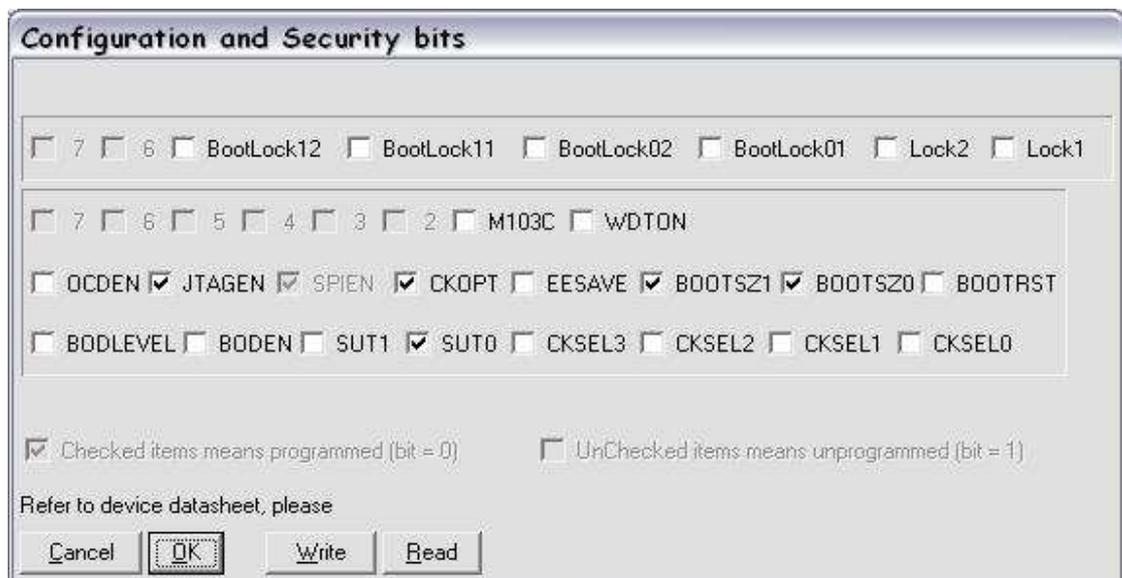 Configuration and Security bits
7 6 BootLock12 BootLock11 BootLock02 BootLock01 Lock2 Lock1
7 6 5 4 3 2 M103C WDTON
OCDEN JTAGEN SPIEN CKOPT EESAVE BOOTSZ1 BOOTSZ0 BOOTRST
BODLEVEL BODEN SUT1 SUT0 CKSEL3 CKSEL2 CKSEL1 CKSEL0
Checked items means programmed (bit = 0) UnChecked items means unprogrammed (bit = 1)
Refer to device datasheet, please
Cancel OK Write Read